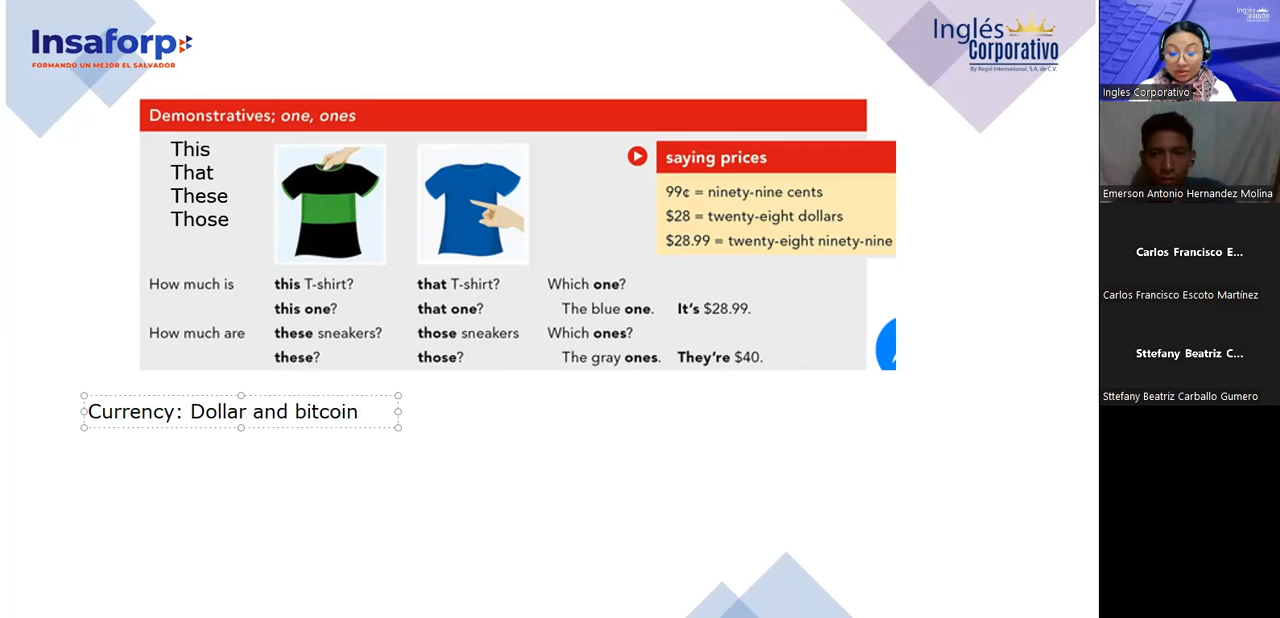 Insaforp
FORMANDO UN MEJOR EL SALVADOR
Inglés
Corporativo
By Regal International, S.A. de C.V.
Demonstratives; one, ones
This
That
These
Those
saying prices
99¢ = ninety-nine cents
$28 = twenty-eight dollars
$28.99 = twenty-eight ninety-nine
How much is this T-shirt? that T-shirt? Which one?
this one? that one? The blue one. It's $28.99.
How much are these sneakers? those sneakers Which ones?
these? those? The gray ones. They're $40.
Currency: Dollar and bitcoin
Ingles Corporativo
Emerson Antonio Hernandez Molina
Carlos Francisco E...
Carlos Francisco Escoto Martínez
Sttefany Beatriz C...
Sttefany Beatriz Carballo Gumero